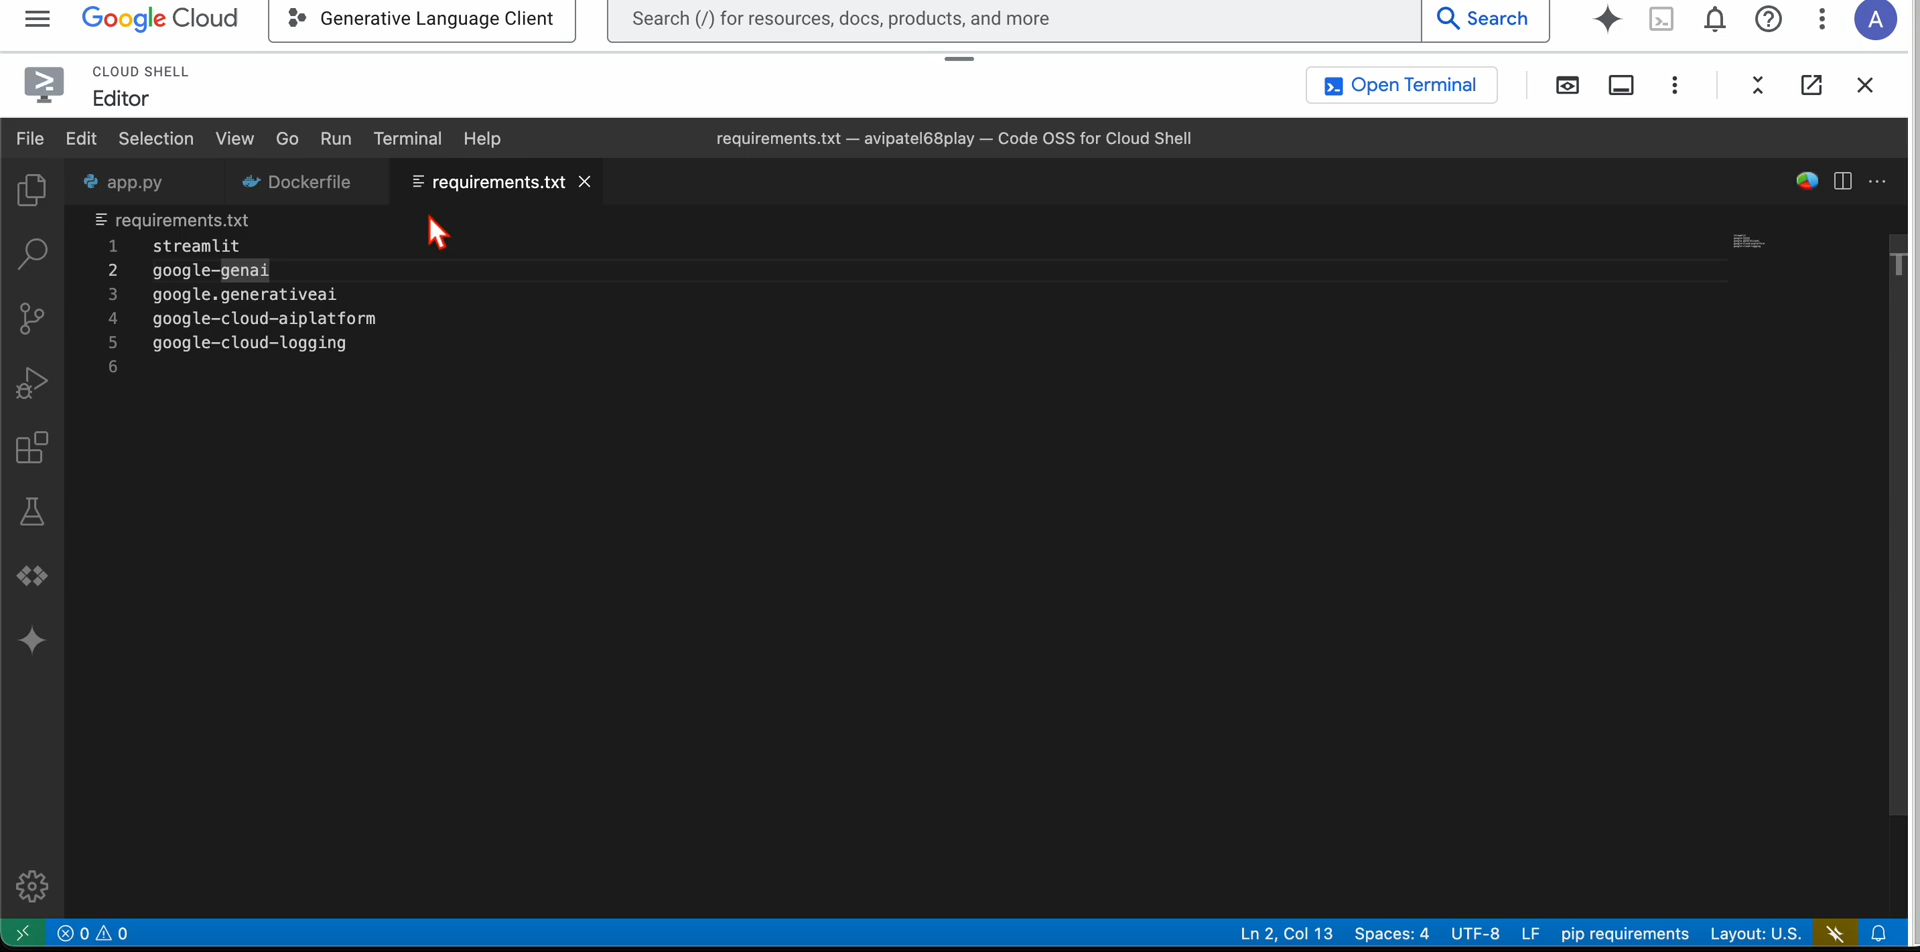 Google Cloud
Generative Language Client
Search (/) for resources, docs, products, and more
Search
A
CLOUD SHELL
Editor
Open Terminal
File Edit Selection View Go Run Terminal Help
requirements.txt — avipatel68play — Code OSS for Cloud Shell
app.py
Dockerfile
requirements.txt
requirements.txt
1 streamlit
2 google-genai
3 google.generativeai
4 google-cloud-aiplatform
5 google-cloud-logging
6
0 0
Ln 2, Col 13 Spaces: 4 UTF-8 LF pip requirements Layout: U.S.